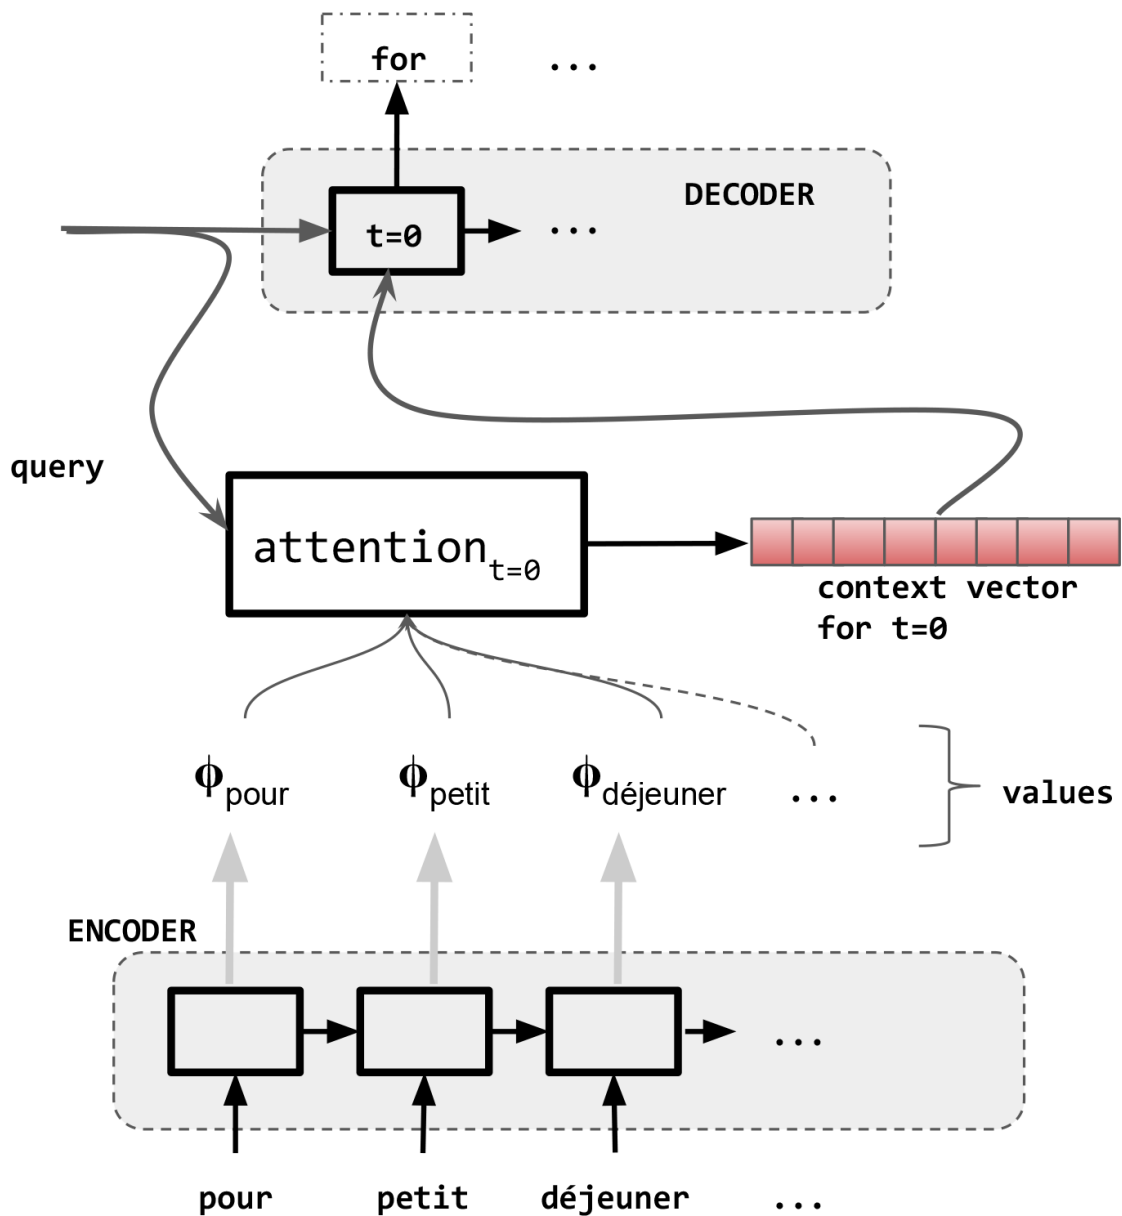 for ...
DECODER
t=0 ...
query
attention t=0
context vector
for t=0
ϕpour ϕpetit ϕdéjeuner ... values
ENCODER
...
pour petit déjeuner ...